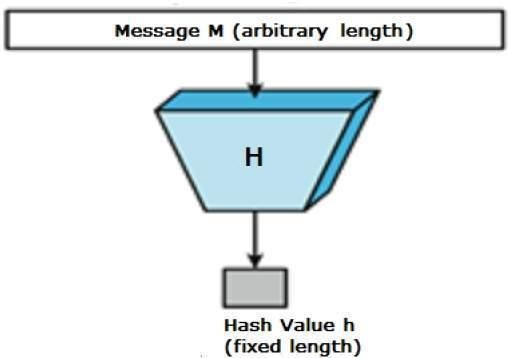 Message M (arbitrary length)
H
Hash Value h
(fixed length)